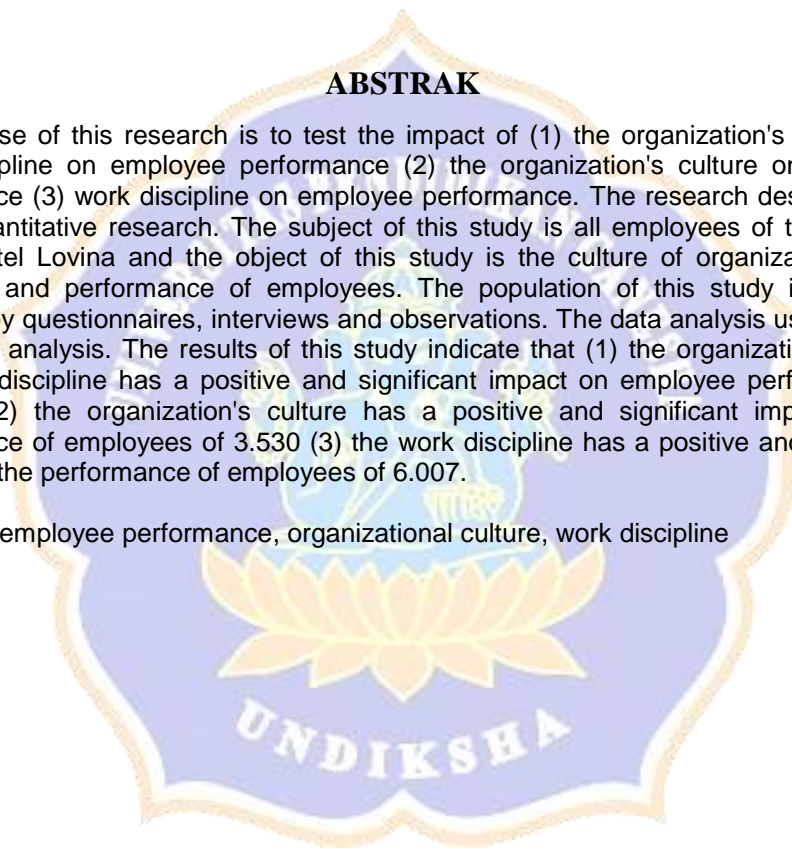 ABSTRAK
se of this research is to test the impact of (1) the organization's
pline on employee performance (2) the organization's culture or
ce (3) work discipline on employee performance. The research des
antitative research. The subject of this study is all employees of t
tel Lovina and the object of this study is the culture of organiza
and performance of employees. The population of this study i
y questionnaires, interviews and observations. The data analysis us
analysis. The results of this study indicate that (1) the organizati
discipline has a positive and significant impact on employee perf
2) the organization's culture has a positive and significant imp
ce of employees of 3.530 (3) the work discipline has a positive and
the performance of employees of 6.007.
employee performance, organizational culture, work discipline
UNDIKSHA